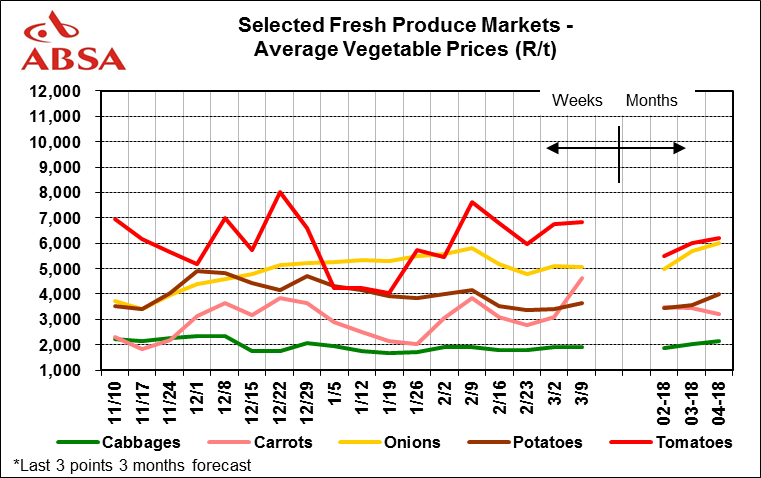 ABSA
Selected Fresh Produce Markets -
Average Vegetable Prices (R/t)
12,000
11,000
10,000
9,000
8,000
7,000
6,000
5,000
4,000
3,000
2,000
1,000
Weeks Months
11/10 11/17 11/24 12/1 12/8 12/15 12/22 12/29 1/5 1/12 1/19 1/26 2/2 2/9 2/16 2/23 3/2 3/9 02-18 03-18 04-18
Cabbages Carrots Onions Potatoes Tomatoes
*Last 3 points 3 months forecast